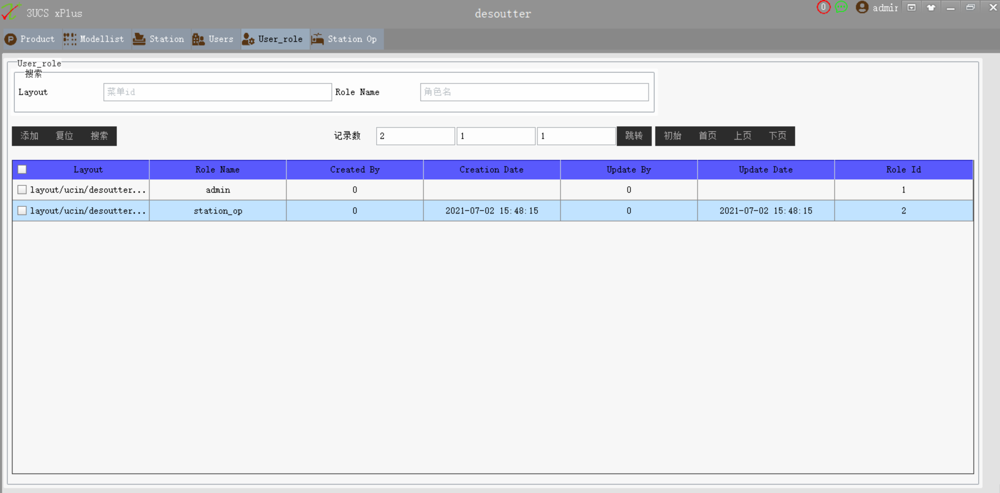 3UCS xPlus
desoutter
0
admin
Product
Modellist
Station
Users
User_role
Station Op
User_role
搜索
Layout
菜单id
Role Name
角色名
添加
复位
搜索
记录数
2
1
1
跳转
初始
首页
上页
下页
Layout Role Name Created By Creation Date Update By Update Date Role Id
layout/ucin/desoutter... admin 0 0 1
layout/ucin/desoutter... station_op 0 2021-07-02 15:48:15 0 2021-07-02 15:48:15 2